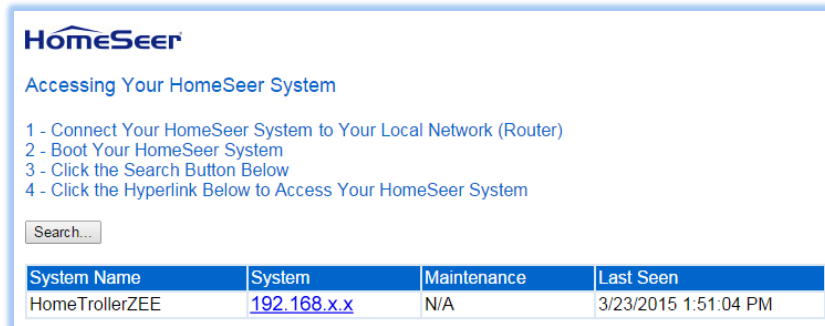 HomeSeer
Accessing Your HomeSeer System
1 - Connect Your HomeSeer System to Your Local Network (Router)
2 - Boot Your HomeSeer System
3 - Click the Search Button Below
4 - Click the Hyperlink Below to Access Your HomeSeer System
Search...
System Name System Maintenance Last Seen
HomeTrollerZEE 192.168.x.x N/A 3/23/2015 1:51:04 PM